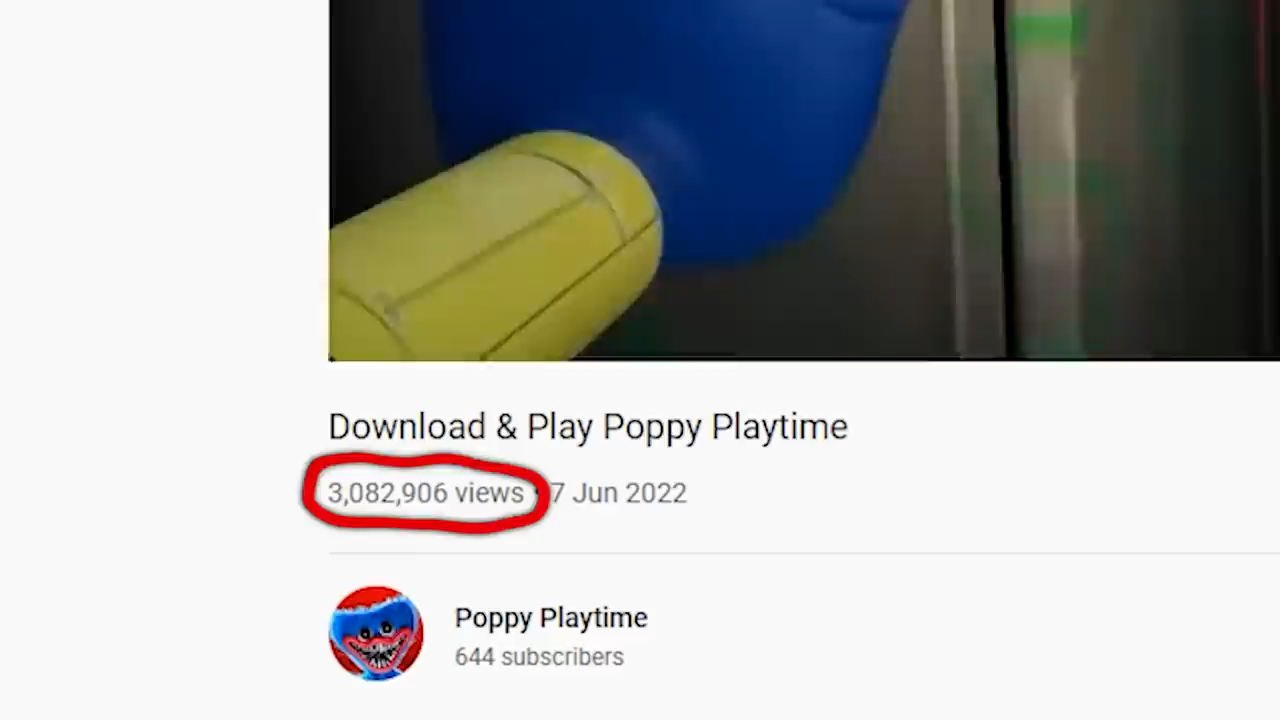 Download & Play Poppy Playtime
3,082,906 views • 7 Jun 2022
Poppy Playtime
644 subscribers